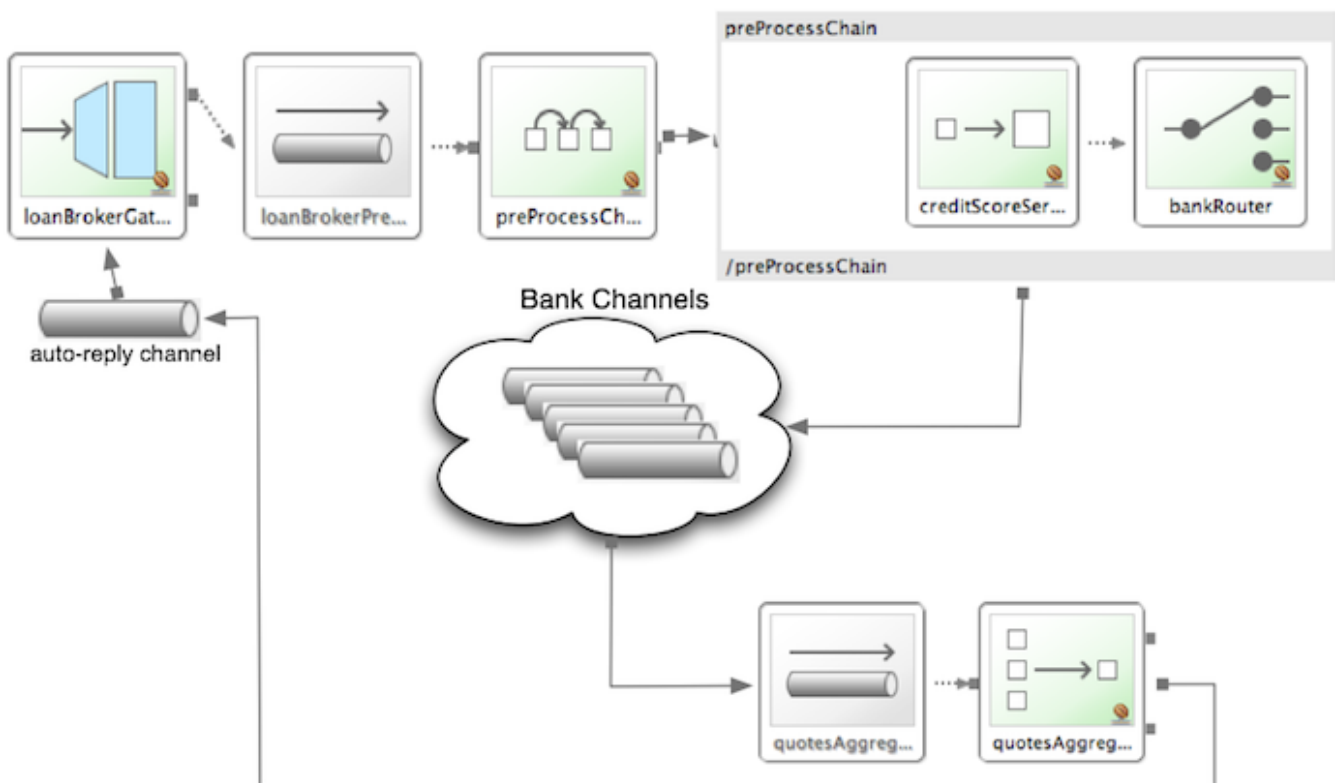 preProcessChain
loanBrokerGat...
loanBrokerPre...
preProcessCh...
creditScoreSer...
bankRouter
/preProcessChain
Bank Channels
auto-reply channel
quotesAggreg...
quotesAggreg...